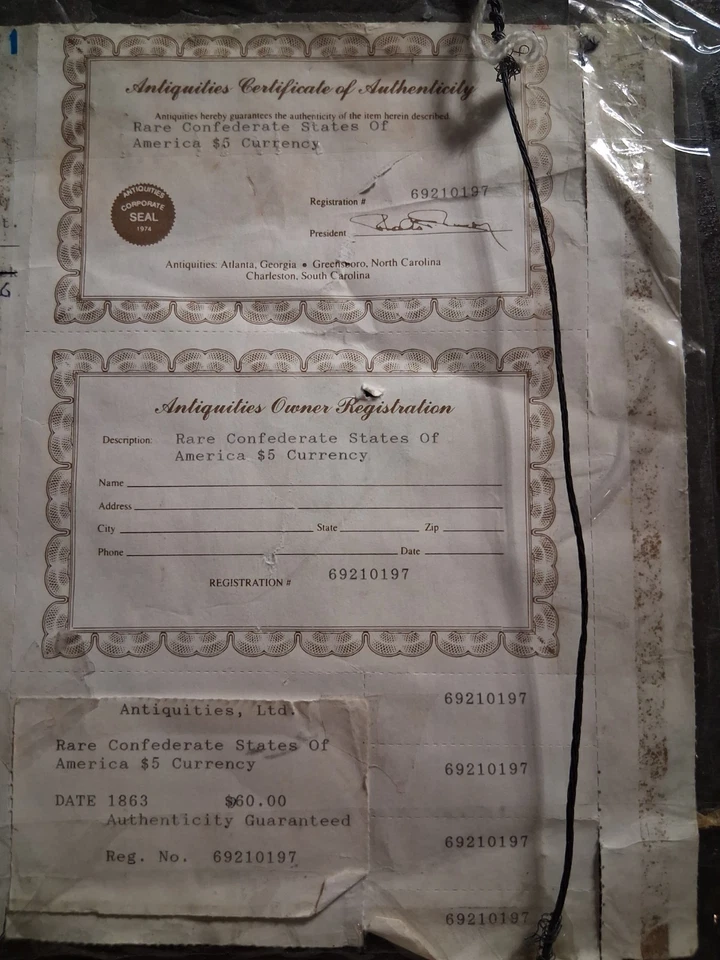 1
Antiquities Certificate of Authenticity
Antiquities hereby guarantees the authenticity of the item herein described
Rare Confederate States Of
America $5 Currency
ANTIQUITIES
CORPORATE
SEAL
1974
Registration # 69210197
President
Antiquities: Atlanta, Georgia • Greensboro, North Carolina
Charleston, South Carolina
6
Antiquities Owner Registration
Description: Rare Confederate States Of
America $5 Currency
Name
Address
City State Zip
Phone Date
REGISTRATION # 69210197
Antiquities, Ltd.
Rare Confederate States Of
America $5 Currency
DATE 1863 $60.00
Authenticity Guaranteed
Reg. No. 69210197
69210197
69210197
69210197
69210197